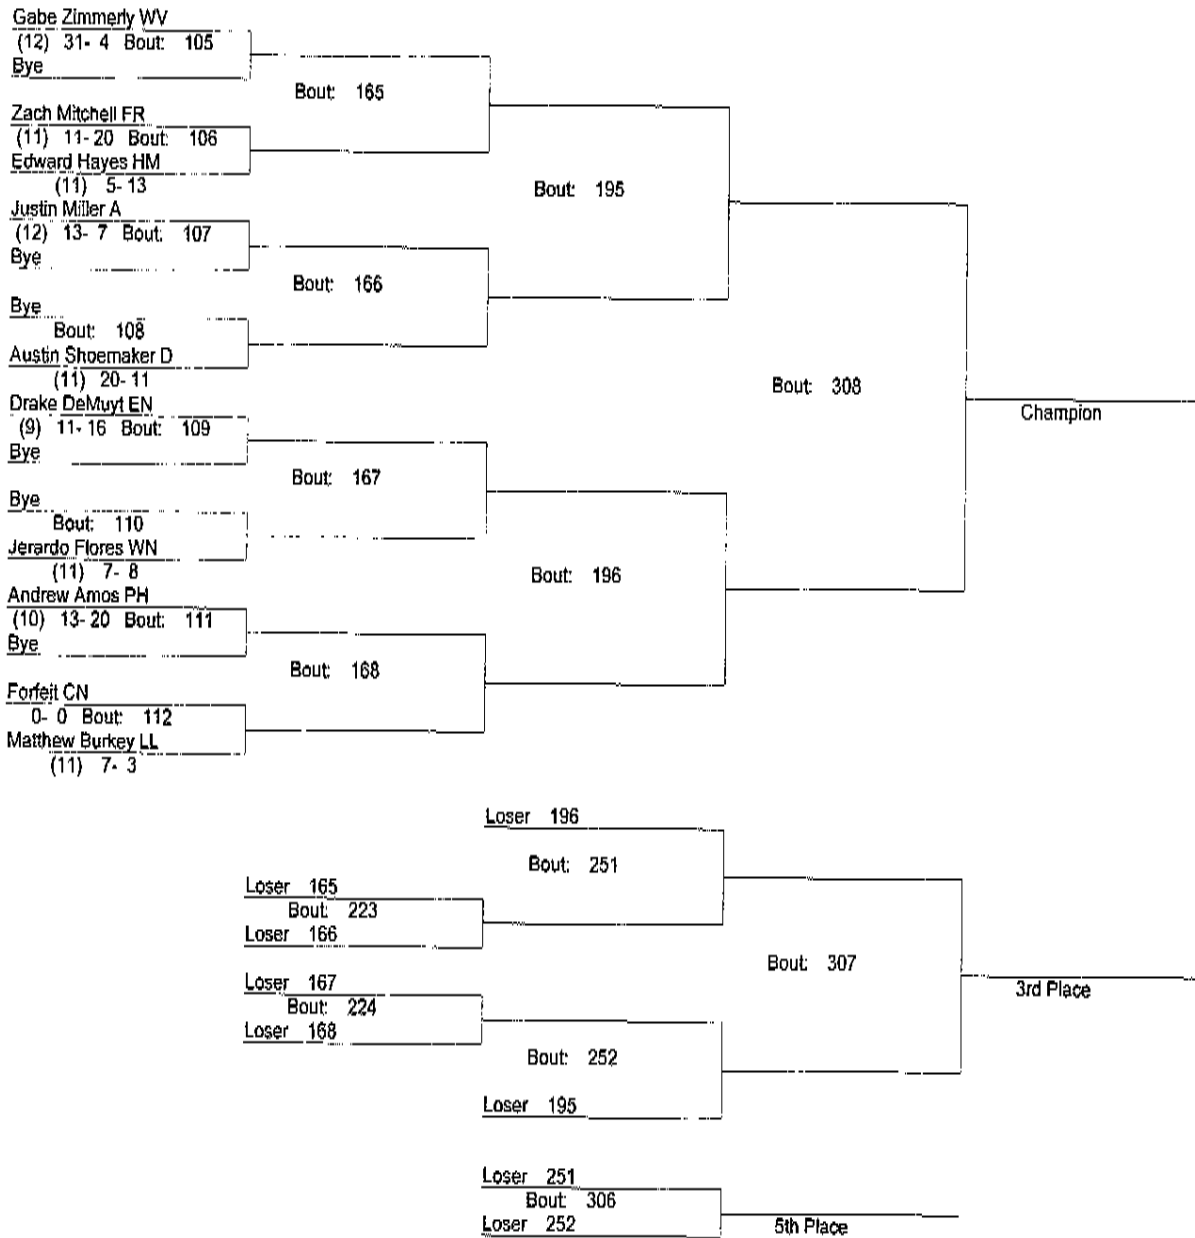 Gabe Zimmerly WV
(12) 31- 4 Bout: 105
Bye
Bout: 165
Zach Mitchell FR
(11) 11- 20 Bout: 106
Edward Hayes HM
(11) 5- 13
Bout: 195
Justin Miller A
(12) 13- 7 Bout: 107
Bye
Bout: 166
Bye
Bout: 108
Austin Shoemaker D
(11) 20- 11
Bout: 308
Champion
Drake DeMuyt EN
(9) 11- 16 Bout: 109
Bye
Bout: 167
Bye
Bout: 110
Jerardo Flores WN
(11) 7- 8
Bout: 196
Andrew Amos PH
(10) 13- 20 Bout: 111
Bye
Bout: 168
Forfeit CN
0- 0 Bout: 112
Matthew Burkey LL
(11) 7- 3
Loser 196
Bout: 251
Loser 165
Bout: 223
Loser 166
Bout: 307
3rd Place
Loser 167
Bout: 224
Loser 168
Bout: 252
Loser 195
Loser 251
Bout: 306
Loser 252
5th Place